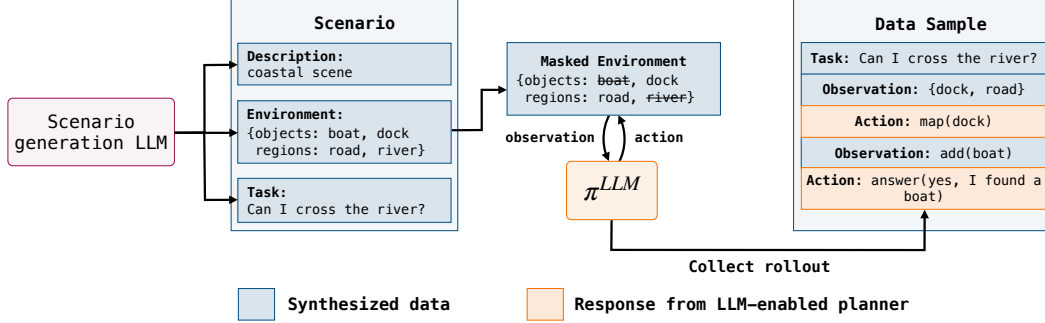 Scenario
generation LLM
Scenario
Description:
coastal scene
Environment:
{objects: boat, dock
regions: road, river}
Task:
Can I cross the river?
Masked Environment
{objects: boat, dock
regions: road, river}
observation
action
π^LLM
Collect rollout
Data Sample
Task: Can I cross the river?
Observation: {dock, road}
Action: map(dock)
Observation: add(boat)
Action: answer(yes, I found a
boat)
Synthesized data
Response from LLM-enabled planner